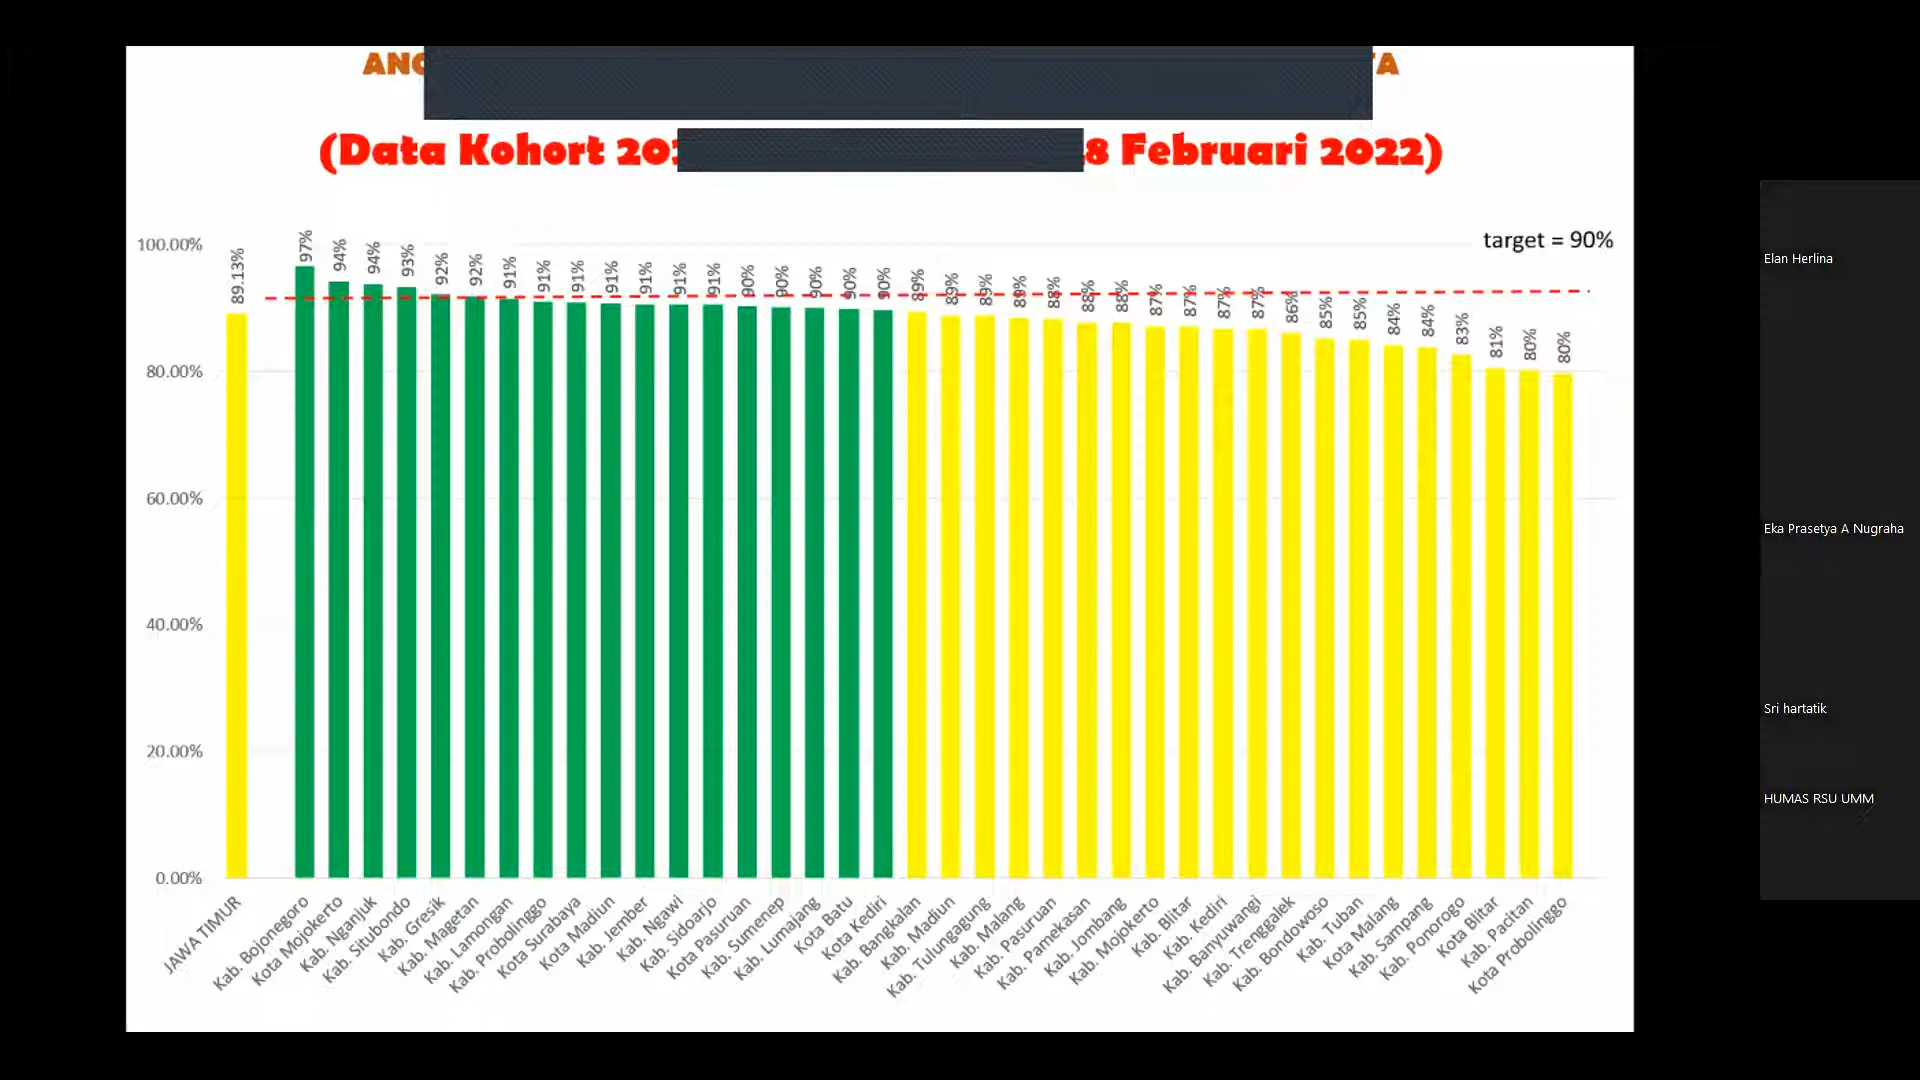 (Data Kohort 8 Februari 2022)
target = 90%
100.00%
80.00%
60.00%
40.00%
20.00%
0.00%
89.13%
97%
94%
94%
93%
92%
92%
91%
91%
91%
91%
91%
91%
91%
90%
90%
90%
90%
90%
89%
89%
89%
89%
88%
88%
88%
87%
87%
87%
87%
86%
85%
85%
84%
84%
83%
81%
80%
80%
JAWA TIMUR
Kab. Bojonegoro
Kota Mojokerto
Kab. Nganjuk
Kab. Situbondo
Kab. Gresik
Kab. Magetan
Kab. Lamongan
Kab. Probolinggo
Kota Surabaya
Kota Madiun
Kab. Jember
Kab. Ngawi
Kab. Sidoarjo
Kota Pasuruan
Kab. Sumenep
Kab. Lumajang
Kota Batu
Kota Kediri
Kab. Bangkalan
Kab. Madiun
Kab. Tulungagung
Kab. Malang
Kab. Pasuruan
Kab. Pamekasan
Kab. Jombang
Kab. Mojokerto
Kab. Blitar
Kab. Kediri
Kab. Banyuwangi
Kab. Trenggalek
Kab. Bondowoso
Kab. Tuban
Kota Malang
Kab. Sampang
Kab. Ponorogo
Kota Blitar
Kab. Pacitan
Kota Probolinggo
Elan Herlina
Eka Prasetya A Nugraha
Sri hartatik
HUMAS RSU UMM